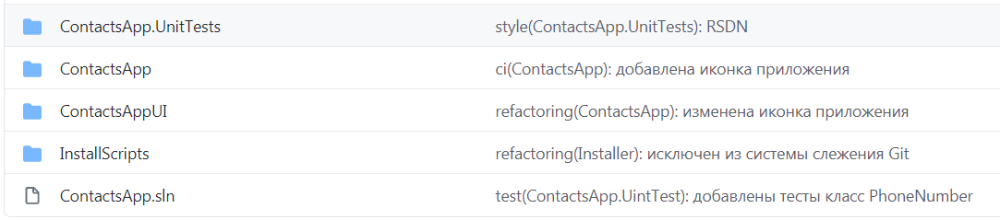 ContactsApp.UnitTests style(ContactsApp.UnitTests): RSDN
ContactsApp ci(ContactsApp): добавлена иконка приложения
ContactsAppUI refactoring(ContactsApp): изменена иконка приложения
InstallScripts refactoring(Installer): исключен из системы слежения Git
ContactsApp.sln test(ContactsApp.UintTest): добавлены тесты класс PhoneNumber